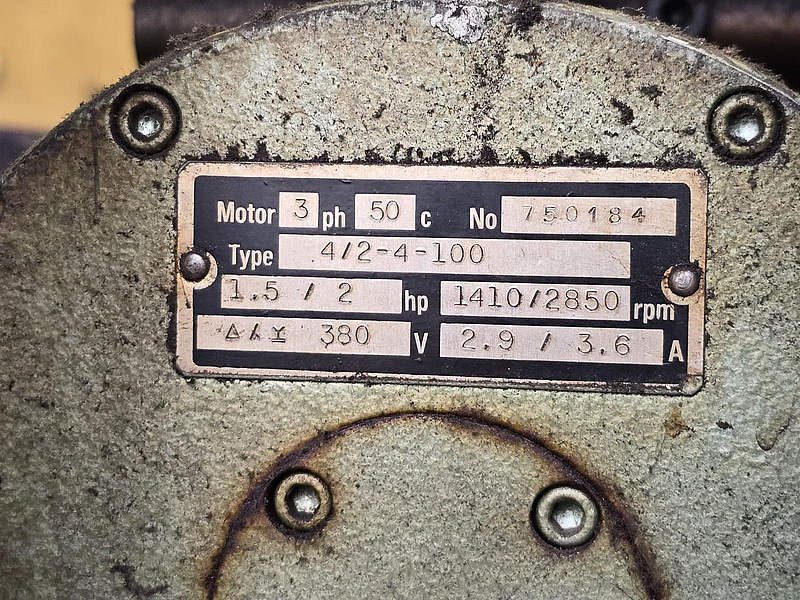 Motor 3 ph 50 c No 750184
Type 4/2-4-100
1.5 / 2 hp 1410/2850 rpm
Δ/YY 380 V 2.9 / 3.6 A